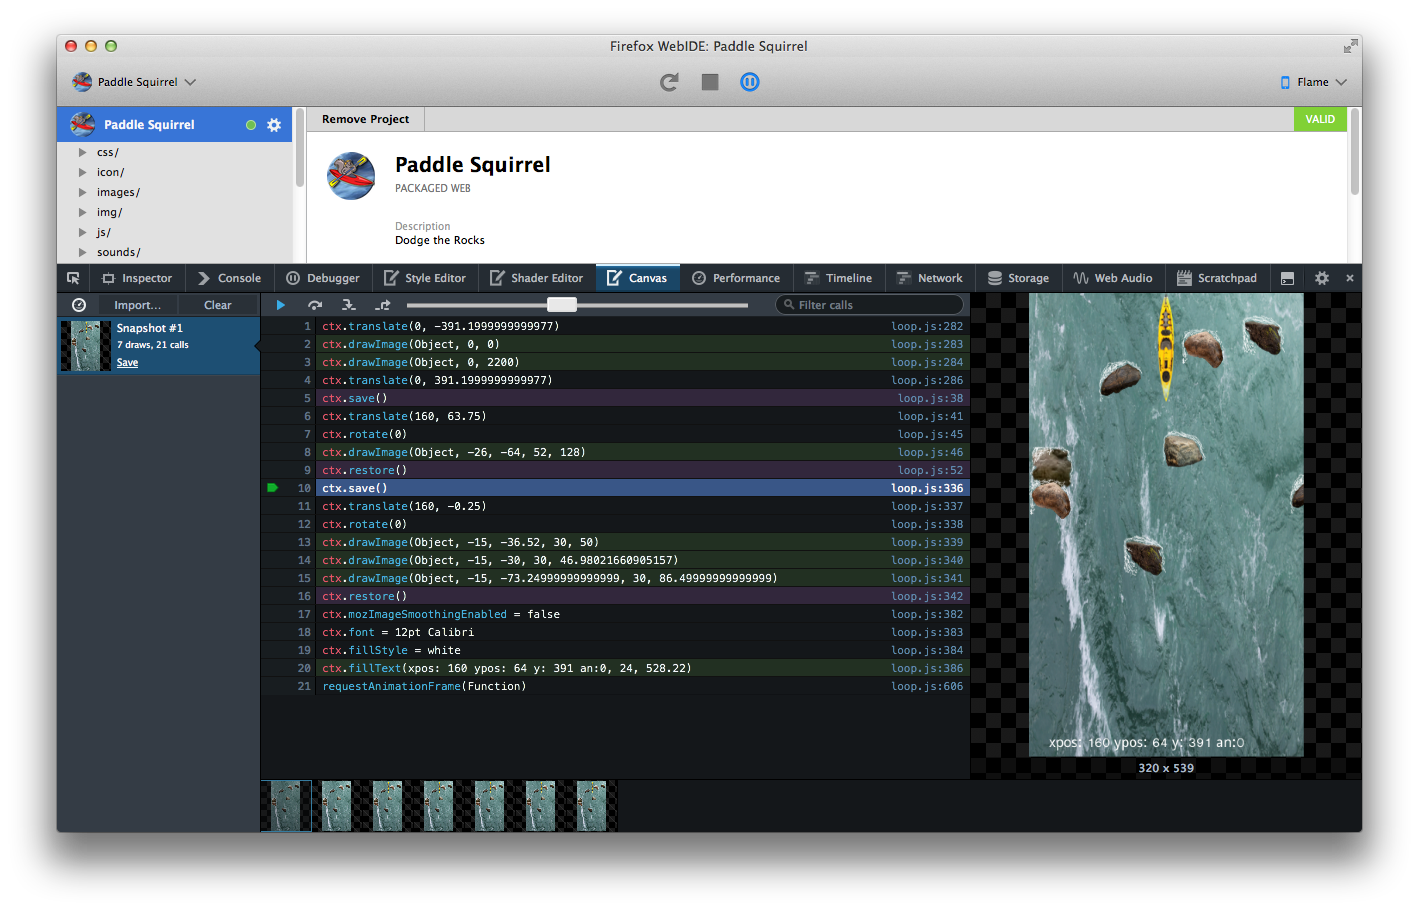 Firefox WebIDE: Paddle Squirrel
Paddle Squirrel
Flame
Paddle Squirrel
css/
icon/
images/
img/
js/
sounds/
Remove Project
VALID
Paddle Squirrel
PACKAGED WEB
Description
Dodge the Rocks
Inspector
Console
Debugger
Style Editor
Shader Editor
Canvas
Performance
Timeline
Network
Storage
Web Audio
Scratchpad
Import...
Clear
Filter calls
Snapshot #1
7 draws, 21 calls
Save
1 ctx.translate(0, -391.1999999999977) loop.js:282
2 ctx.drawImage(Object, 0, 0) loop.js:283
3 ctx.drawImage(Object, 0, 2200) loop.js:284
4 ctx.translate(0, 391.1999999999977) loop.js:286
5 ctx.save() loop.js:38
6 ctx.translate(160, 63.75) loop.js:41
7 ctx.rotate(0) loop.js:45
8 ctx.drawImage(Object, -26, -64, 52, 128) loop.js:46
9 ctx.restore() loop.js:52
10 ctx.save() loop.js:336
11 ctx.translate(160, -0.25) loop.js:337
12 ctx.rotate(0) loop.js:338
13 ctx.drawImage(Object, -15, -36.52, 30, 50) loop.js:339
14 ctx.drawImage(Object, -15, -30, 30, 46.98021660905157) loop.js:340
15 ctx.drawImage(Object, -15, -73.24999999999999, 30, 86.49999999999999) loop.js:341
16 ctx.restore() loop.js:342
17 ctx.mozImageSmoothingEnabled = false loop.js:382
18 ctx.font = 12pt Calibri loop.js:383
19 ctx.fillStyle = white loop.js:384
20 ctx.fillText(xpos: 160 ypos: 64 y: 391 an:0, 24, 528.22) loop.js:386
21 requestAnimationFrame(Function) loop.js:606
xpos: 160 ypos: 64 y: 391 an:0
320 x 539